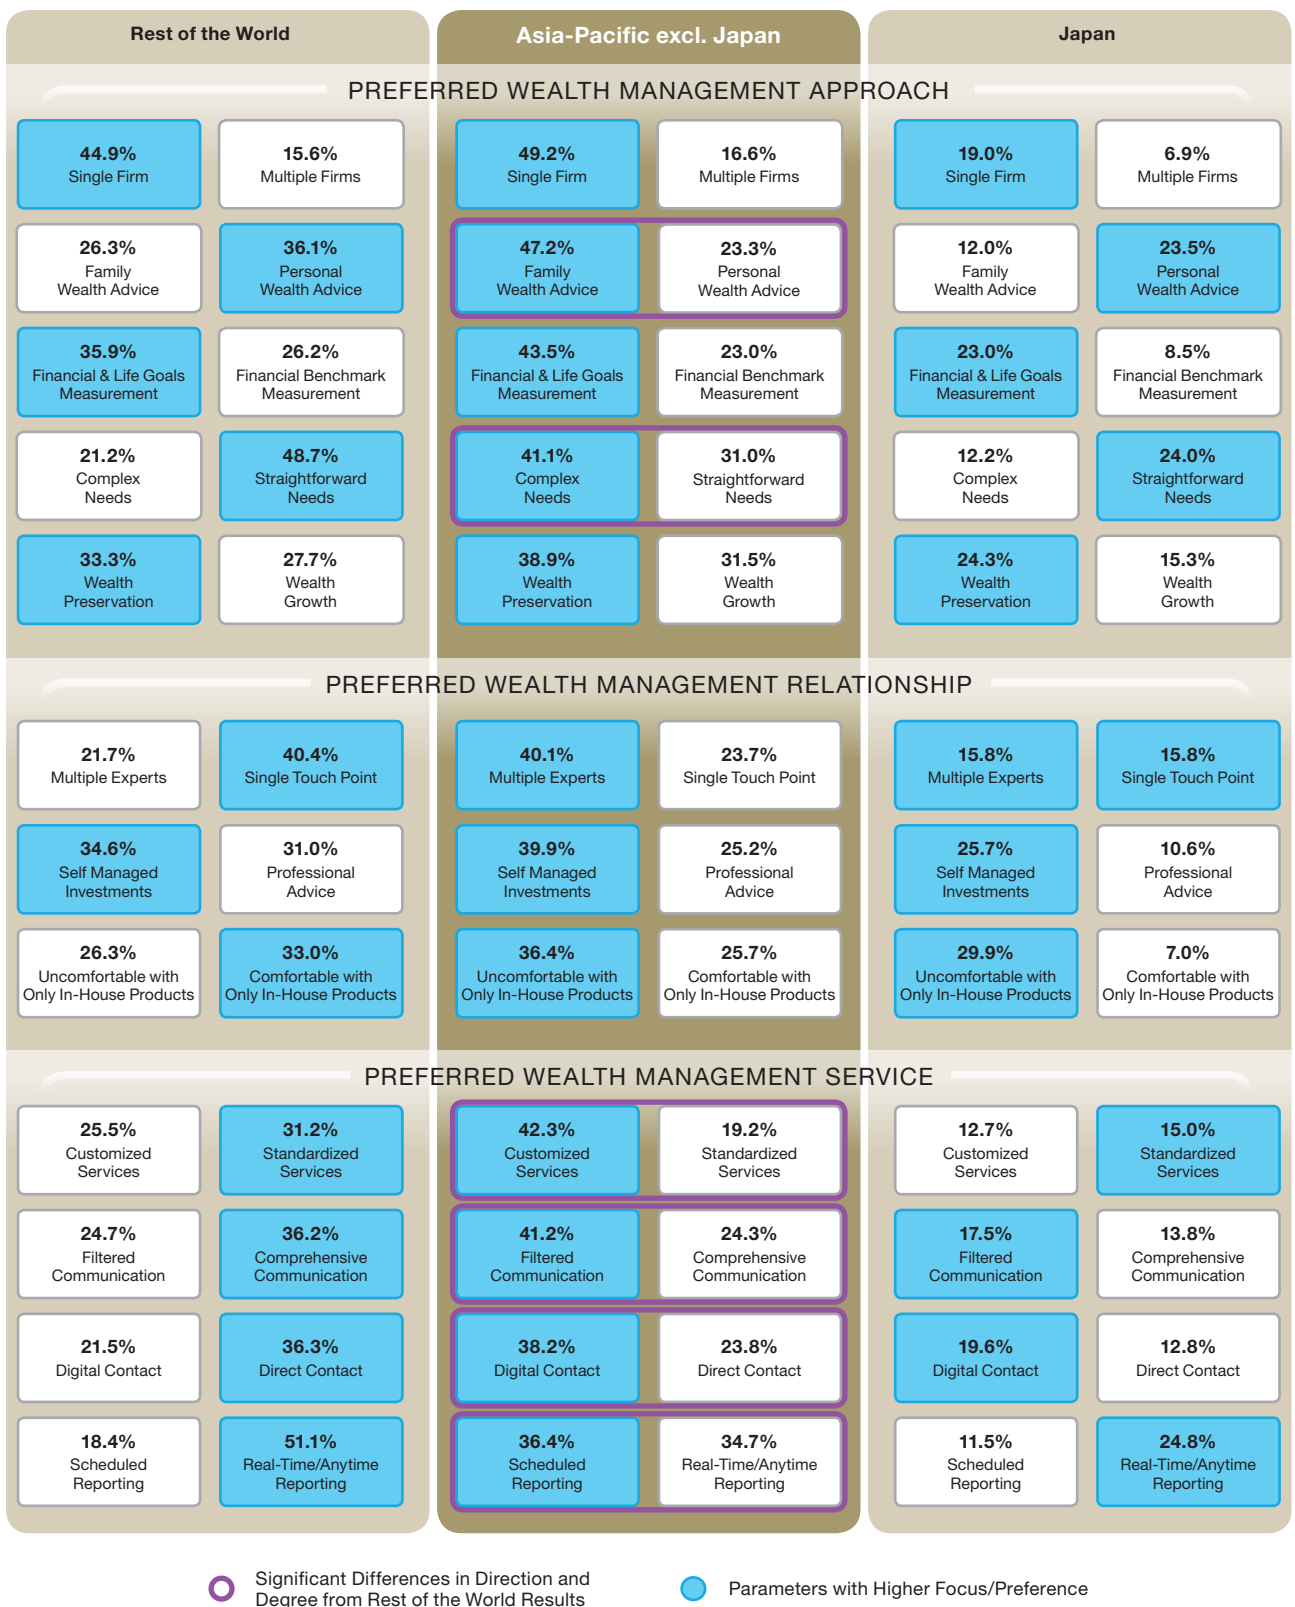 Rest of the World
Asia-Pacific excl. Japan
Japan
PREFERRED WEALTH MANAGEMENT APPROACH
44.9%
Single Firm
15.6%
Multiple Firms
49.2%
Single Firm
16.6%
Multiple Firms
19.0%
Single Firm
6.9%
Multiple Firms
26.3%
Family
Wealth Advice
36.1%
Personal
Wealth Advice
47.2%
Family
Wealth Advice
23.3%
Personal
Wealth Advice
12.0%
Family
Wealth Advice
23.5%
Personal
Wealth Advice
35.9%
Financial & Life Goals
Measurement
26.2%
Financial Benchmark
Measurement
43.5%
Financial & Life Goals
Measurement
23.0%
Financial Benchmark
Measurement
23.0%
Financial & Life Goals
Measurement
8.5%
Financial Benchmark
Measurement
21.2%
Complex
Needs
48.7%
Straightforward
Needs
41.1%
Complex
Needs
31.0%
Straightforward
Needs
12.2%
Complex
Needs
24.0%
Straightforward
Needs
33.3%
Wealth
Preservation
27.7%
Wealth
Growth
38.9%
Wealth
Preservation
31.5%
Wealth
Growth
24.3%
Wealth
Preservation
15.3%
Wealth
Growth
PREFERRED WEALTH MANAGEMENT RELATIONSHIP
21.7%
Multiple Experts
40.4%
Single Touch Point
40.1%
Multiple Experts
23.7%
Single Touch Point
15.8%
Multiple Experts
15.8%
Single Touch Point
34.6%
Self Managed
Investments
31.0%
Professional
Advice
39.9%
Self Managed
Investments
25.2%
Professional
Advice
25.7%
Self Managed
Investments
10.6%
Professional
Advice
26.3%
Uncomfortable with
Only In-House Products
33.0%
Comfortable with
Only In-House Products
36.4%
Uncomfortable with
Only In-House Products
25.7%
Comfortable with
Only In-House Products
29.9%
Uncomfortable with
Only In-House Products
7.0%
Comfortable with
Only In-House Products
PREFERRED WEALTH MANAGEMENT SERVICE
25.5%
Customized
Services
31.2%
Standardized
Services
42.3%
Customized
Services
19.2%
Standardized
Services
12.7%
Customized
Services
15.0%
Standardized
Services
24.7%
Filtered
Communication
36.2%
Comprehensive
Communication
41.2%
Filtered
Communication
24.3%
Comprehensive
Communication
17.5%
Filtered
Communication
13.8%
Comprehensive
Communication
21.5%
Digital Contact
36.3%
Direct Contact
38.2%
Digital Contact
23.8%
Direct Contact
19.6%
Digital Contact
12.8%
Direct Contact
18.4%
Scheduled
Reporting
51.1%
Real-Time/Anytime
Reporting
36.4%
Scheduled
Reporting
34.7%
Real-Time/Anytime
Reporting
11.5%
Scheduled
Reporting
24.8%
Real-Time/Anytime
Reporting
Significant Differences in Direction and
Degree from Rest of the World Results
Parameters with Higher Focus/Preference